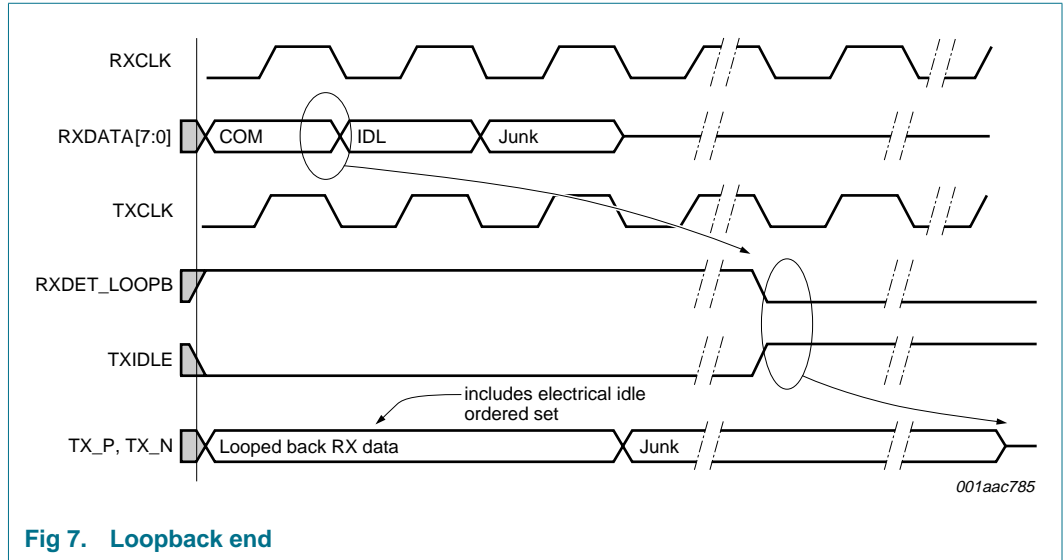 RXCLK
RXDATA[7:0]
COM
IDL
Junk
TXCLK
RXDET_LOOPB
TXIDLE
includes electrical idle
ordered set
TX_P, TX_N
Looped back RX data
Junk
001aac785
Fig 7. Loopback end